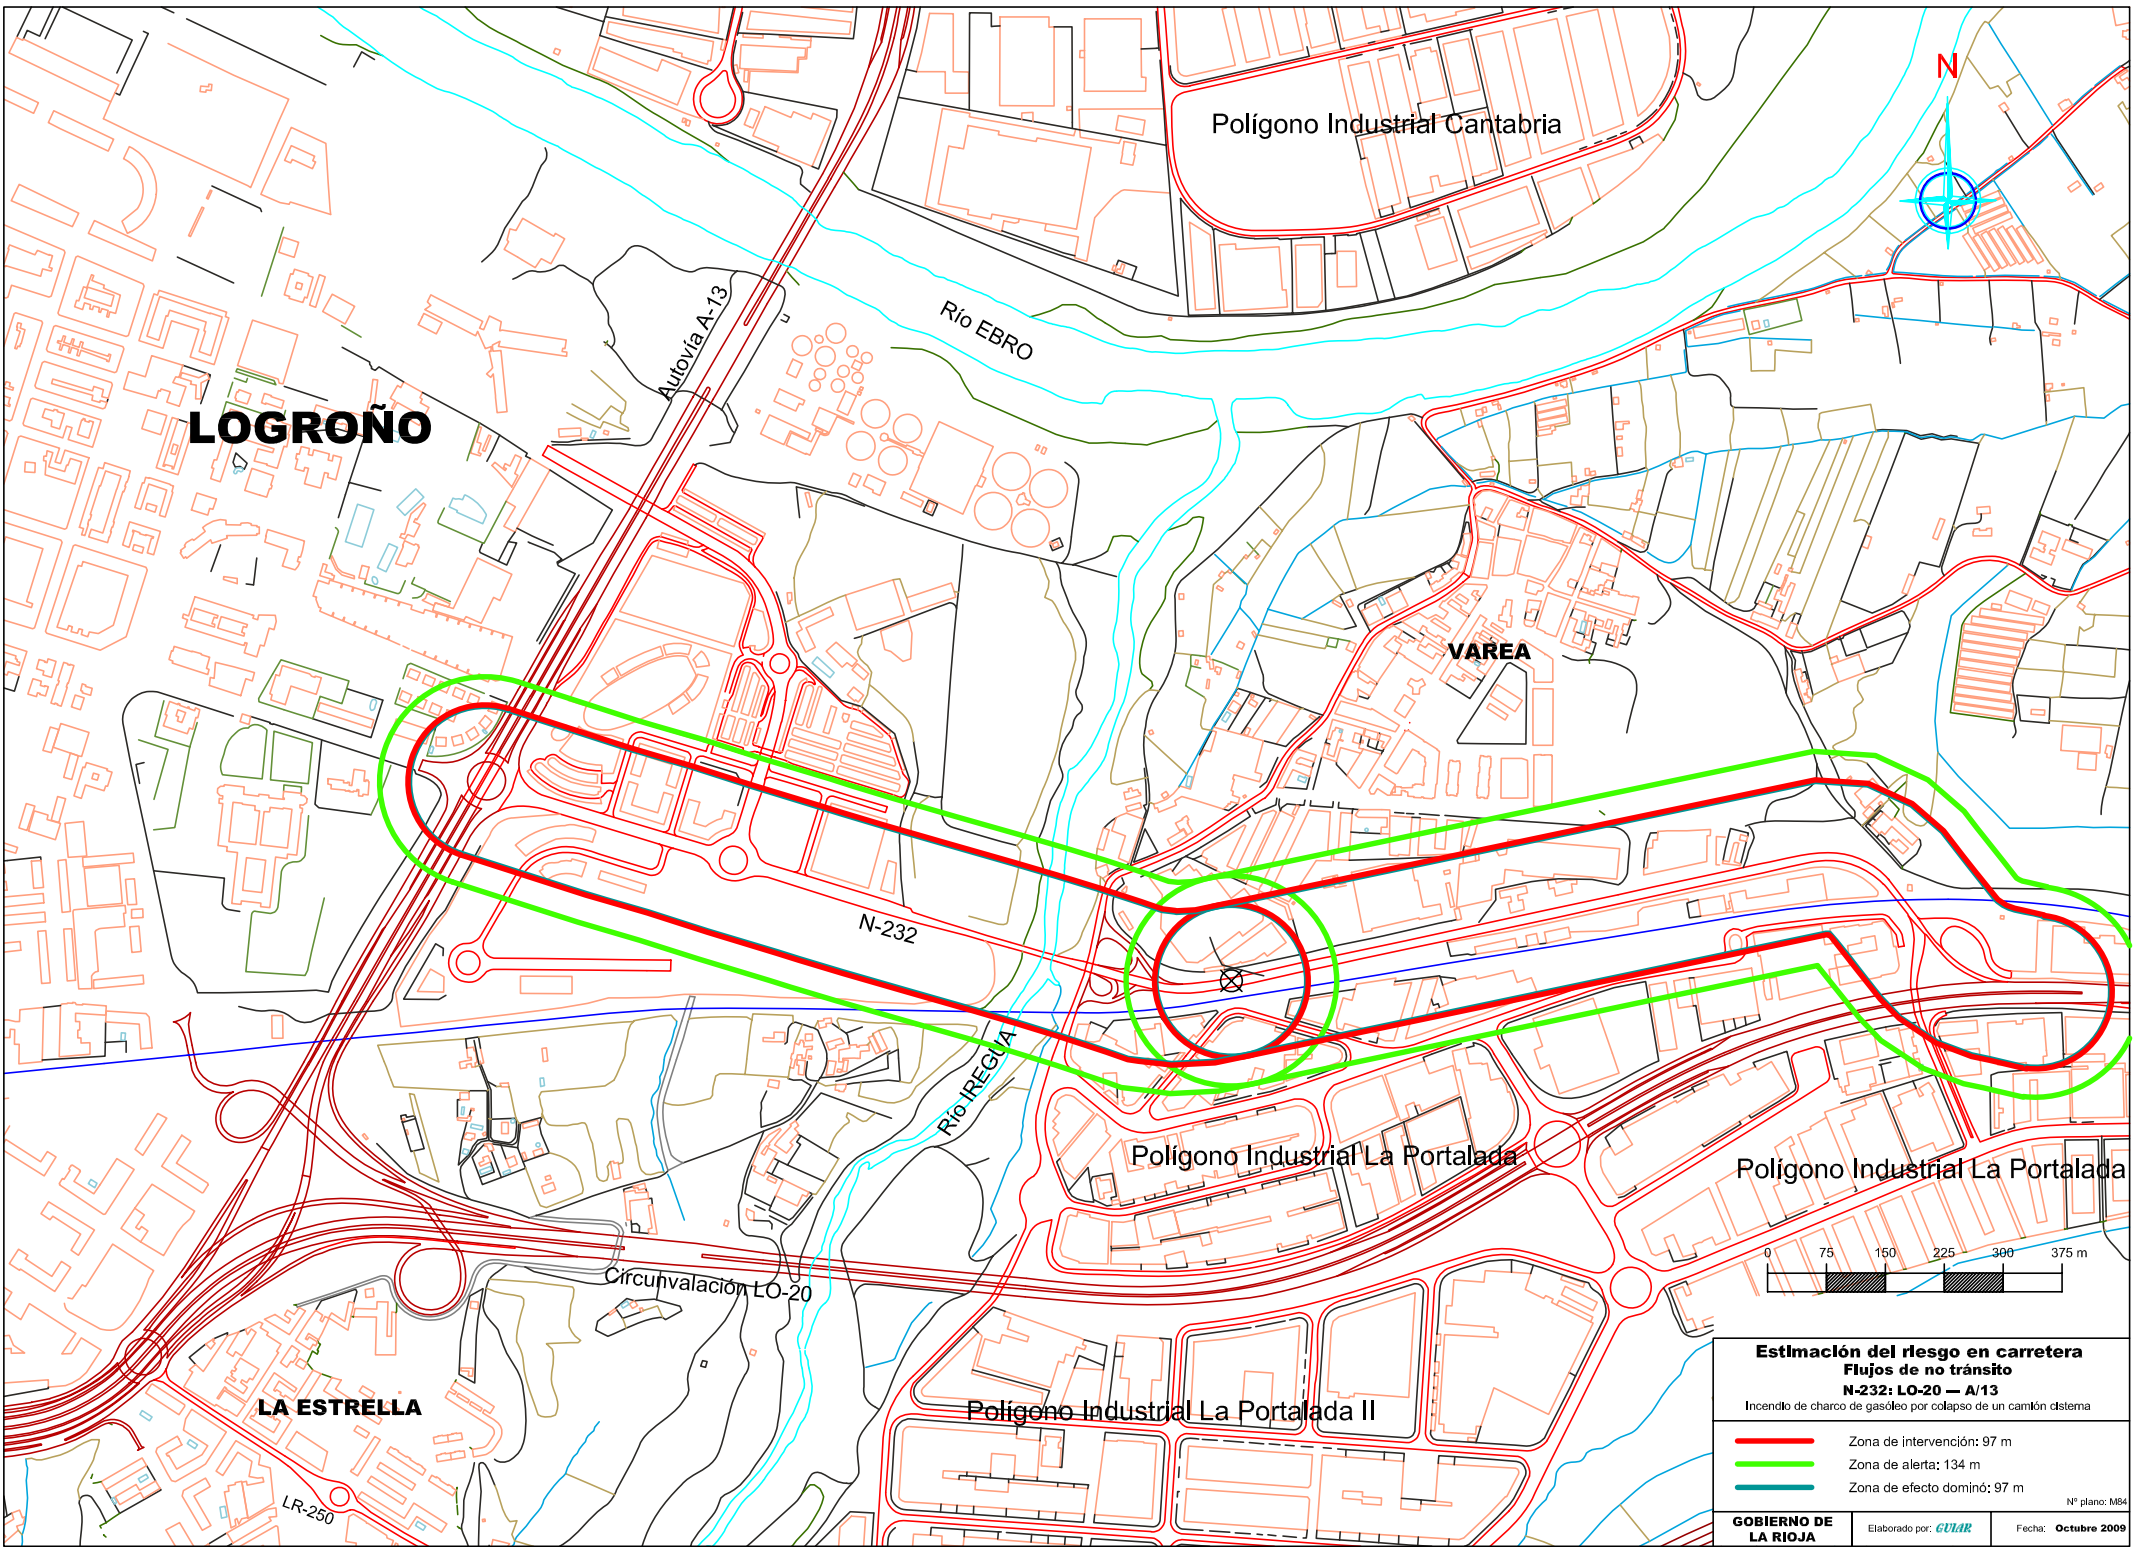 N
Polígono Industrial Cantabria
Río EBRO
Autovía A-13
LOGROÑO
VAREA
N-232
Río IREGUA
Polígono Industrial La Portalada
Polígono Industrial La Portalada
0 75 150 225 300 375 m
Circunvalación LO-20
LA ESTRELLA
Polígono Industrial La Portalada II
LR-250
Estimación del riesgo en carretera
Flujos de no tránsito
N-232: LO-20 — A/13
Incendio de charco de gasóleo por colapso de un camión cisterna
Zona de intervención: 97 m
Zona de alerta: 134 m
Zona de efecto dominó: 97 m
Nº plano: M84
GOBIERNO DE
LA RIOJA
Elaborado por: GUIAR
Fecha: Octubre 2009